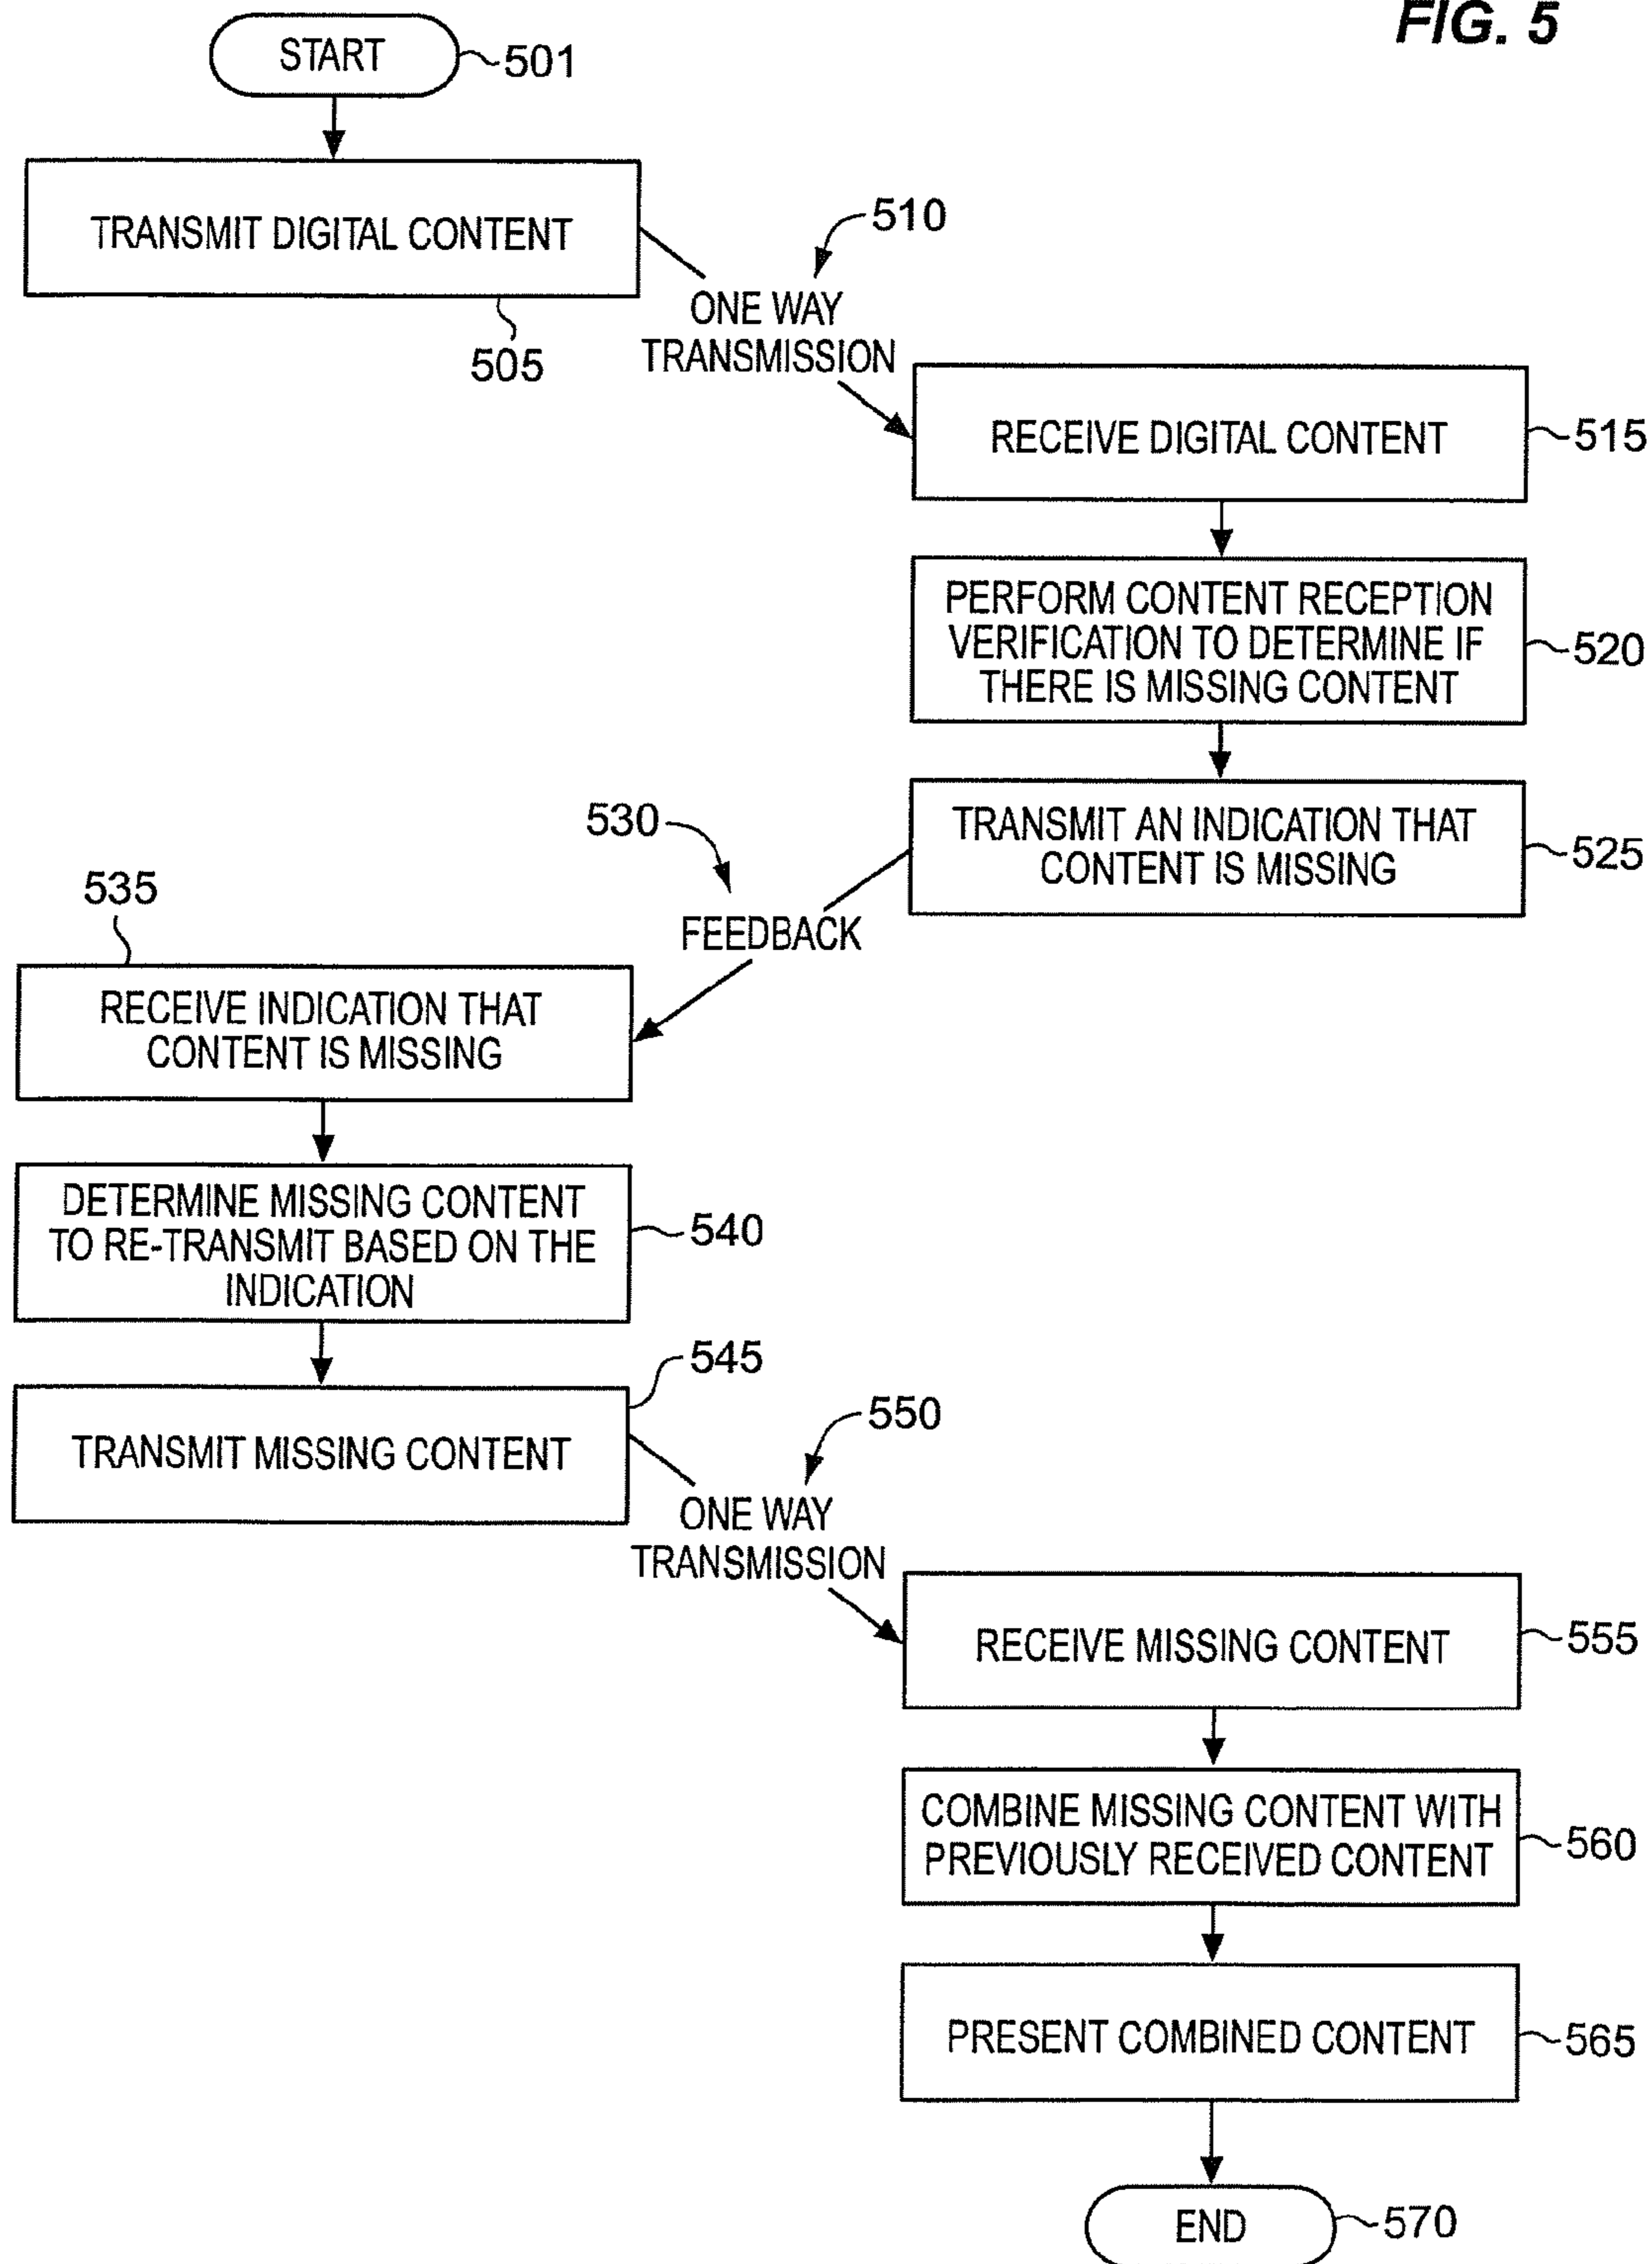 FIG. 5
START
501
TRANSMIT DIGITAL CONTENT
505
510
ONE WAY
TRANSMISSION
RECEIVE DIGITAL CONTENT
515
PERFORM CONTENT RECEPTION
VERIFICATION TO DETERMINE IF
THERE IS MISSING CONTENT
520
TRANSMIT AN INDICATION THAT
CONTENT IS MISSING
525
530
FEEDBACK
535
RECEIVE INDICATION THAT
CONTENT IS MISSING
DETERMINE MISSING CONTENT
TO RE-TRANSMIT BASED ON THE
INDICATION
540
545
TRANSMIT MISSING CONTENT
550
ONE WAY
TRANSMISSION
RECEIVE MISSING CONTENT
555
COMBINE MISSING CONTENT WITH
PREVIOUSLY RECEIVED CONTENT
560
PRESENT COMBINED CONTENT
565
END
570